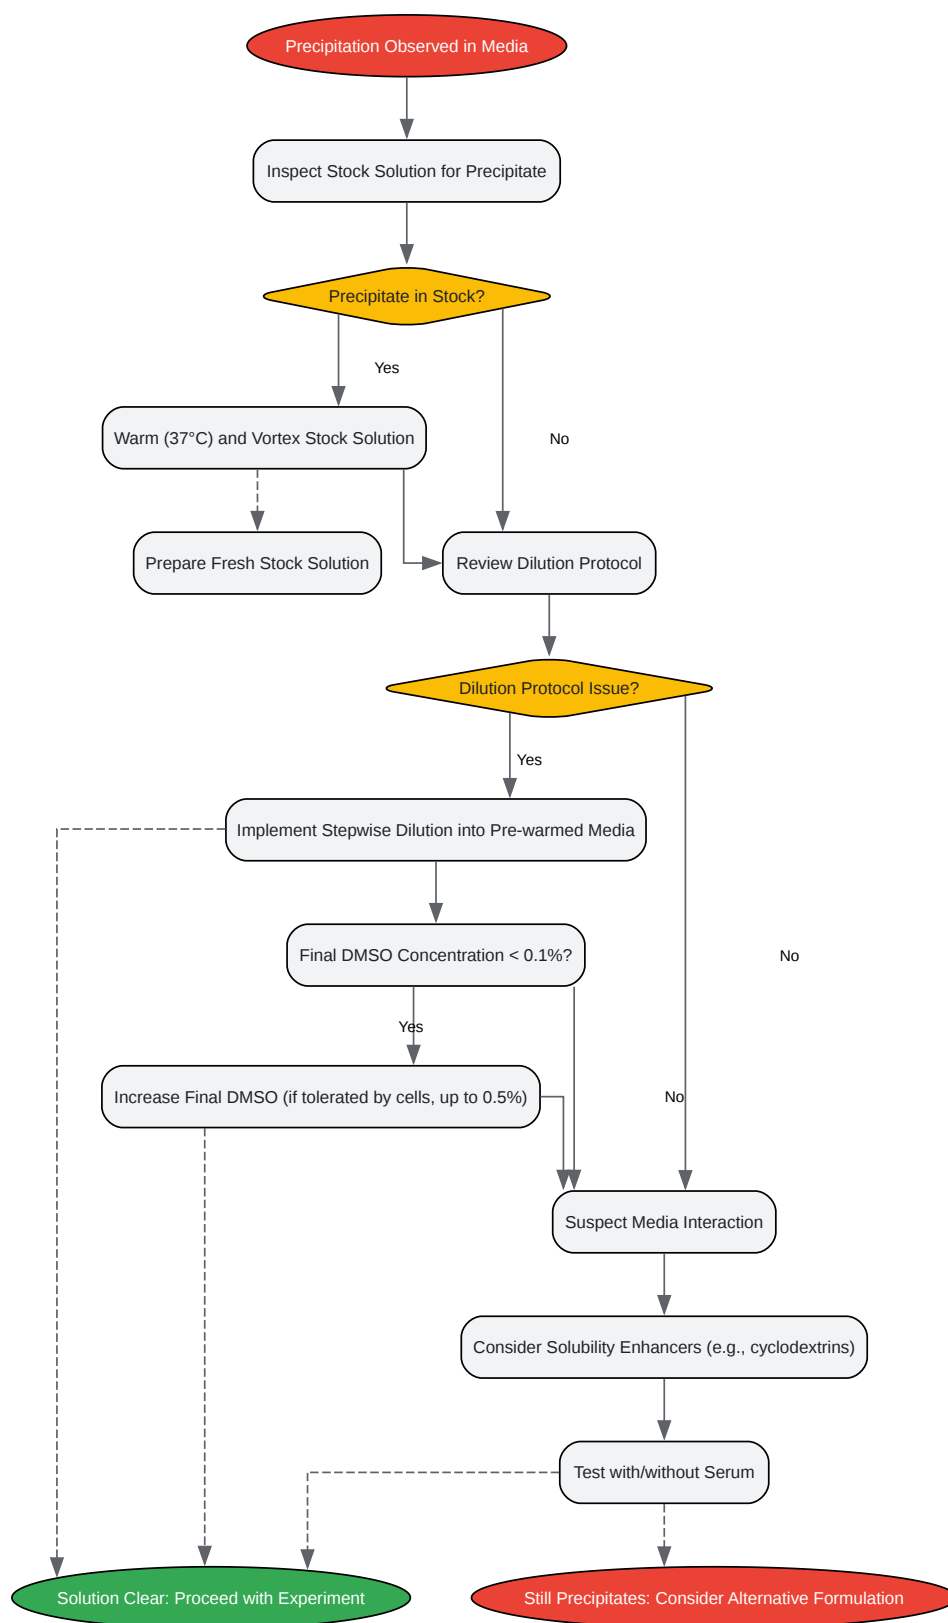 Precipitation Observed in Media
Inspect Stock Solution for Precipitate
Precipitate in Stock?
Yes
Warm (37°C) and Vortex Stock Solution
No
Prepare Fresh Stock Solution
Review Dilution Protocol
Dilution Protocol Issue?
Yes
Implement Stepwise Dilution into Pre-warmed Media
Final DMSO Concentration < 0.1%?
No
Yes
Increase Final DMSO (if tolerated by cells, up to 0.5%)
No
Suspect Media Interaction
Consider Solubility Enhancers (e.g., cyclodextrins)
Test with/without Serum
Solution Clear: Proceed with Experiment
Still Precipitates: Consider Alternative Formulation